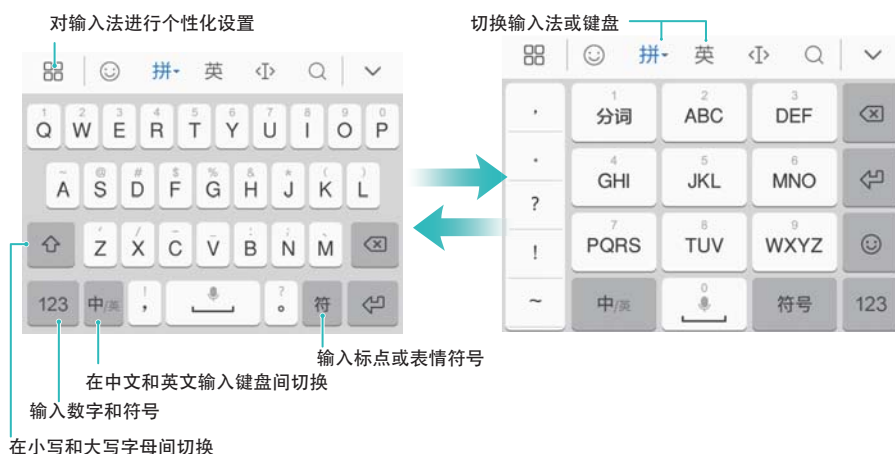 对输入法进行个性化设置
切换输入法或键盘
拼 英
1 2 3 4 5 6 7 8 9 0
Q W E R T Y U I O P
~ @ # $ % & * ( )
A S D F G H J K L
' / - _ : ; 、
Z X C V B N M
! ?
123 中/英 , 。 符
输入标点或表情符号
在中文和英文输入键盘间切换
输入数字和符号
在小写和大写字母间切换
拼 英
1 2 3
, 分词 ABC DEF
4 5 6
. GHI JKL MNO
?
7 8 9
! PQRS TUV WXYZ
0
~ 中/英 符号 123